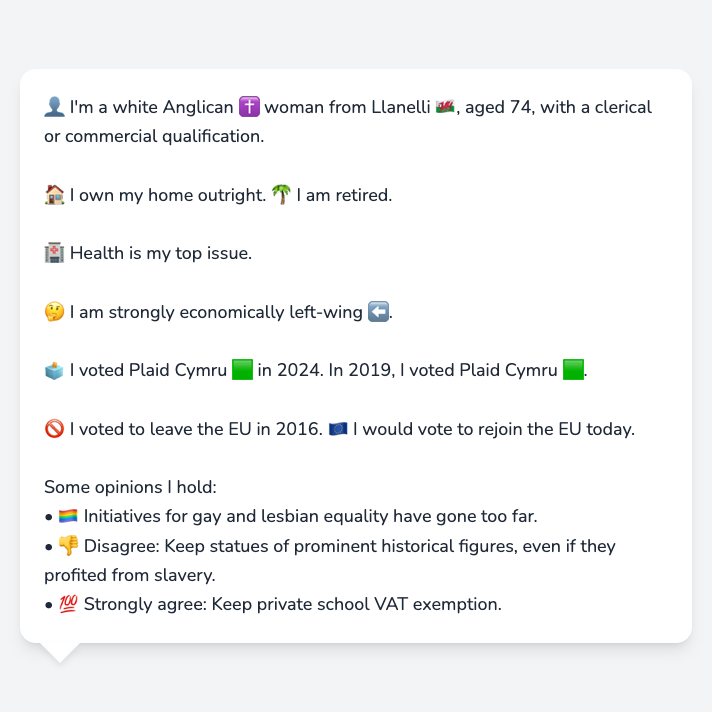 👤 I'm a white Anglican ✝️ woman from Llanelli 🏴󠁧󠁢󠁷󠁬󠁳󠁿, aged 74, with a clerical
or commercial qualification.
🏠 I own my home outright. 🌴 I am retired.
🏥 Health is my top issue.
🤔 I am strongly economically left-wing ⬅️.
🗳️ I voted Plaid Cymru 🟩 in 2024. In 2019, I voted Plaid Cymru 🟩.
🚫 I voted to leave the EU in 2016. 🇪🇺 I would vote to rejoin the EU today.
Some opinions I hold:
• 🏳️‍🌈 Initiatives for gay and lesbian equality have gone too far.
• 👎 Disagree: Keep statues of prominent historical figures, even if they
profited from slavery.
• 💯 Strongly agree: Keep private school VAT exemption.